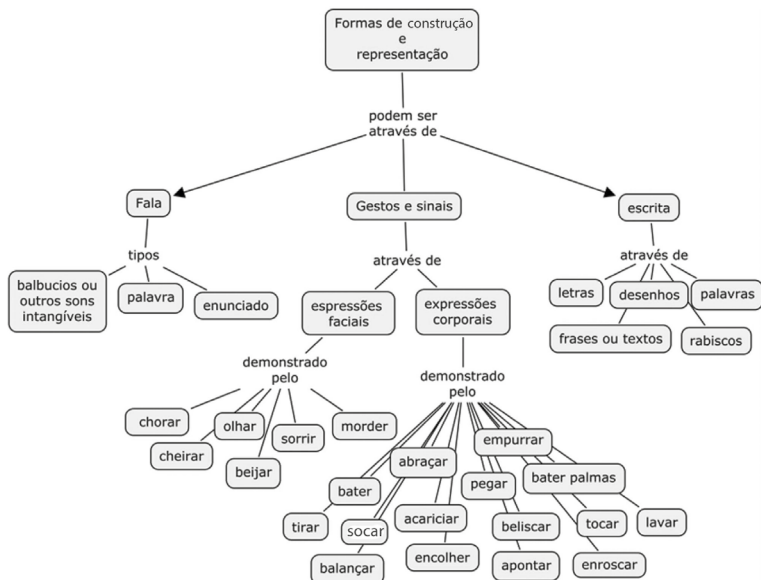 Formas de construção
e
representação
podem ser
através de
Fala
Gestos e sinais
escrita
tipos
através de
através de
balbucios ou
outros sons
intangíveis
palavra
enunciado
espressões
faciais
expressões
corporais
letras
desenhos
palavras
frases ou textos
rabiscos
demonstrado
pelo
demonstrado
pelo
chorar
cheirar
olhar
beijar
sorrir
morder
abraçar
empurrar
bater
pegar
bater palmas
tirar
socar
acariciar
beliscar
tocar
lavar
balançar
encolher
apontar
enroscar